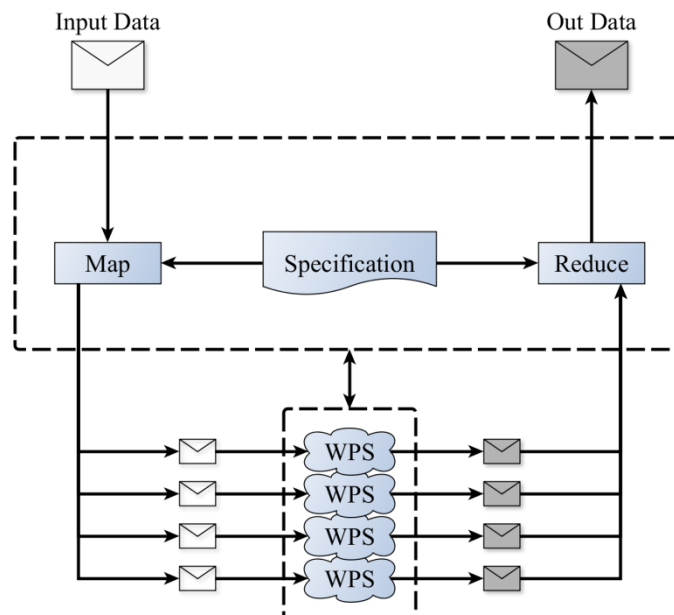 Input Data
Out Data
Map
Specification
Reduce
WPS
WPS
WPS
WPS